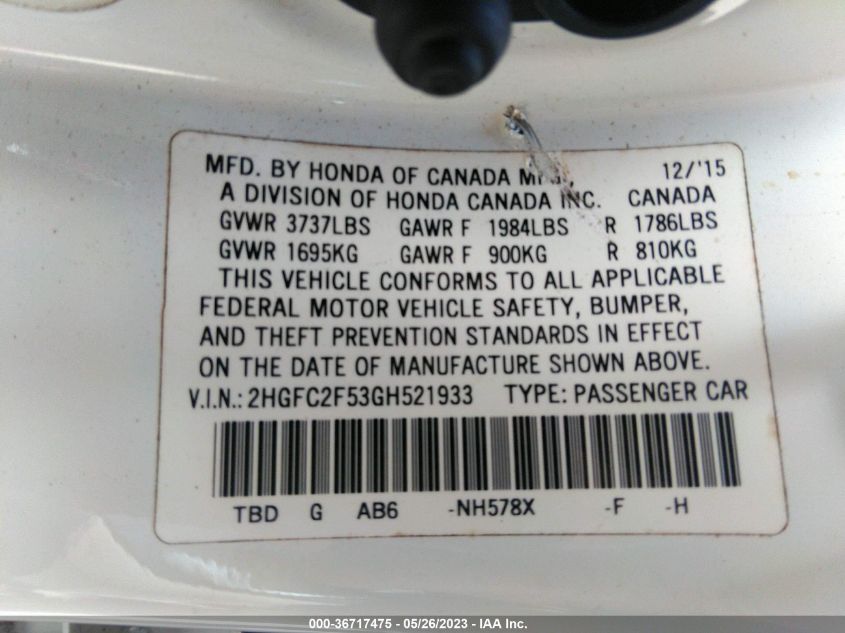 MFD. BY HONDA OF CANADA MFG., 12/'15
A DIVISION OF HONDA CANADA INC. CANADA
GVWR 3737LBS GAWR F 1984LBS R 1786LBS
GVWR 1695KG GAWR F 900KG R 810KG
THIS VEHICLE CONFORMS TO ALL APPLICABLE
FEDERAL MOTOR VEHICLE SAFETY, BUMPER,
AND THEFT PREVENTION STANDARDS IN EFFECT
ON THE DATE OF MANUFACTURE SHOWN ABOVE.
V.I.N.: 2HGFC2F53GH521933 TYPE: PASSENGER CAR
TBD G AB6 -NH578X -F -H
000-36717475 - 05/26/2023 - IAA Inc.